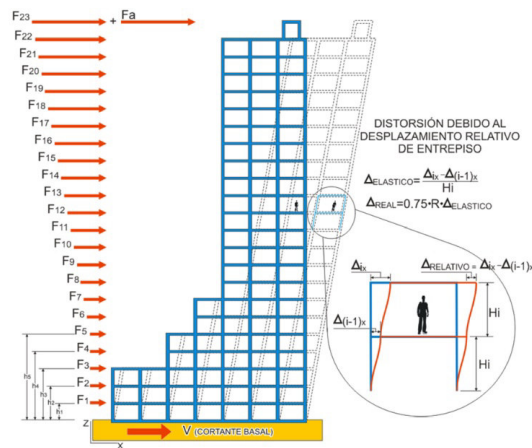 F23 + Fa
F22
F21
F20
F19
F18
F17
F16
F15
F14
F13
F12
F11
F10
F9
F8
F7
F6
F5
F4
F3
F2
F1
h5
h4
h3
h2
h1
Z
X
V (CORTANTE BASAL)
DISTORSIÓN DEBIDO AL
DESPLAZAMIENTO RELATIVO
DE ENTREPISO
ΔELASTICO= Δix-Δ(i-1)x
Hi
ΔREAL=0.75·R·ΔELASTICO
Δix
ΔRELATIVO = Δix-Δ(i-1)x
Δ(i-1)x
Hi
Hi